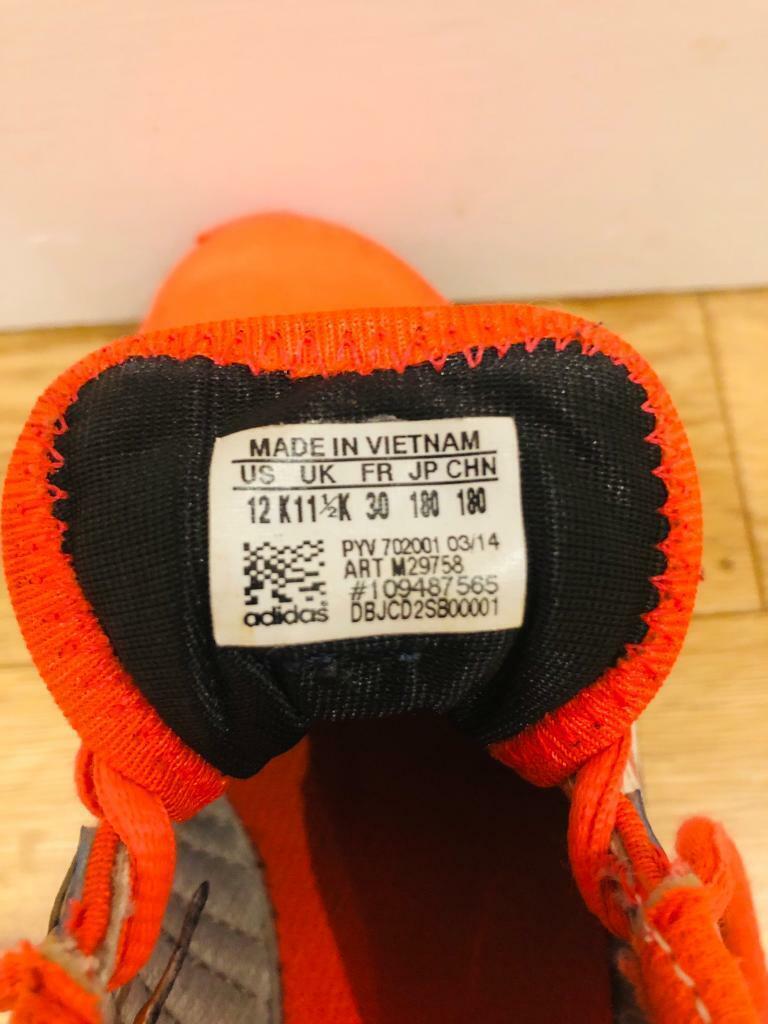 MADE IN VIETNAM
US UK FR JP CHN
12 K 11½K 30 180 180
PYV 702001 03/14
ART M29758
#109487565
adidas DBJCD2SB00001